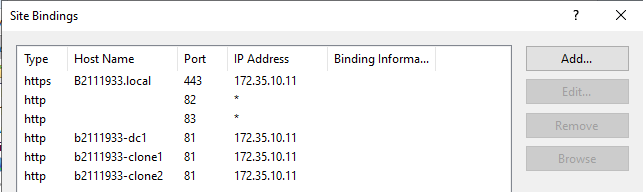 Site Bindings ? ×
Type Host Name Port IP Address Binding Informa...
https B2111933.local 443 172.35.10.11
http 82 *
http 83 *
http b2111933-dc1 81 172.35.10.11
http b2111933-clone1 81 172.35.10.11
http b2111933-clone2 81 172.35.10.11
Add...
Edit...
Remove
Browse